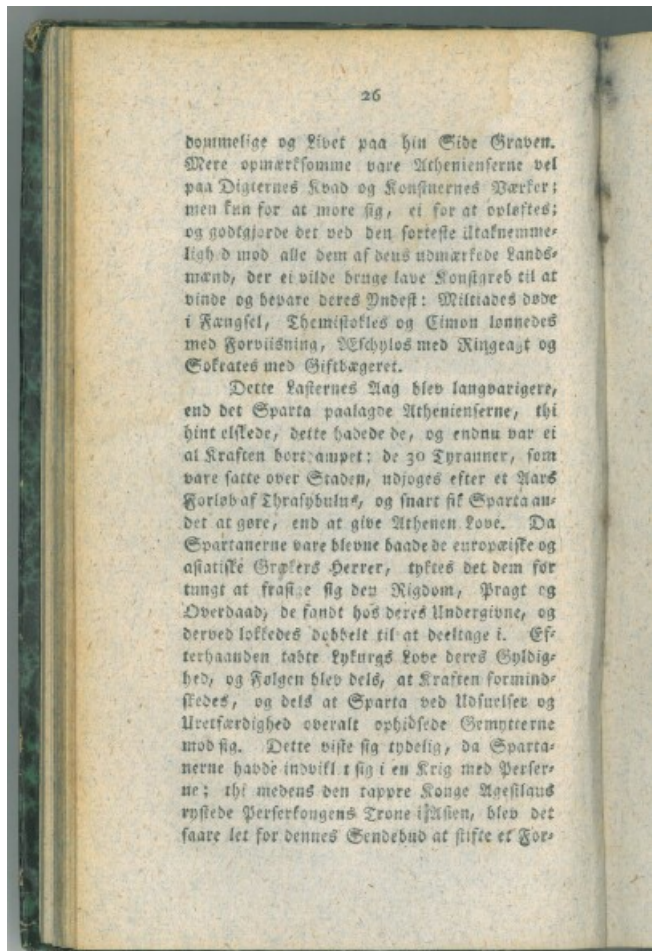 26
dommelige og Livet paa hin Side Graven.
Mere opmærksomme vare Athenienserne vel
paa Digternes Kvad og Konstnernes Værker;
men kun for at more sig, ei for at opløftes;
og godtgjorde det ved den sorteste Utaknemme-
ligh d mod alle dem af deus udmærkede Lands-
mænd, der ei vilde bruge lave Konstgreb til at
vinde og bevare deres Yndest: Miltiades døde
i Fængsel, Themistokles og Cimon lønnedes
med Forviisning, Æschylos med Ringeagt og
Sokrates med Giftbægeret.
Dette Lasternes Aag blev langvarigere,
end det Sparta paalagde Athenienserne, thi
hint elskede, dette hadede de, og endnu var ei
al Kraften bort ampet: de 30 Tyranner, som
vare satte over Staden, udjoges efter et Aars
Forløb af Thrasybulus, og snart fik Sparta an-
det at gøre, end at give Athenen Love. Da
Spartanerne vare blevne baade de europæiske og
asiatiske Grækers Herrer, tyktes det dem for
tungt at frasige sig den Rigdom, Pragt og
Overdaad, de fandt hos deres Undergivne, og
derved lokkedes dobbelt til at deeltage i. Ef-
terhaanden tabte Lykurgs Love deres Gyldig-
hed, og Følgen blev dels, at Kraften formind-
skedes, og dels at Sparta ved Udsuelser og
Uretfærdighed overalt ophidsede Gemytterne
mod sig. Dette viste sig tydelig, da Sparta-
nerne havde indvikl t sig i en Krig med Perser-
ne; thi medens den tappre Konge Agesilaus
rystede Perserkongens Trone i Asien, blev det
saare let for dennes Sendebud at stifte et For-